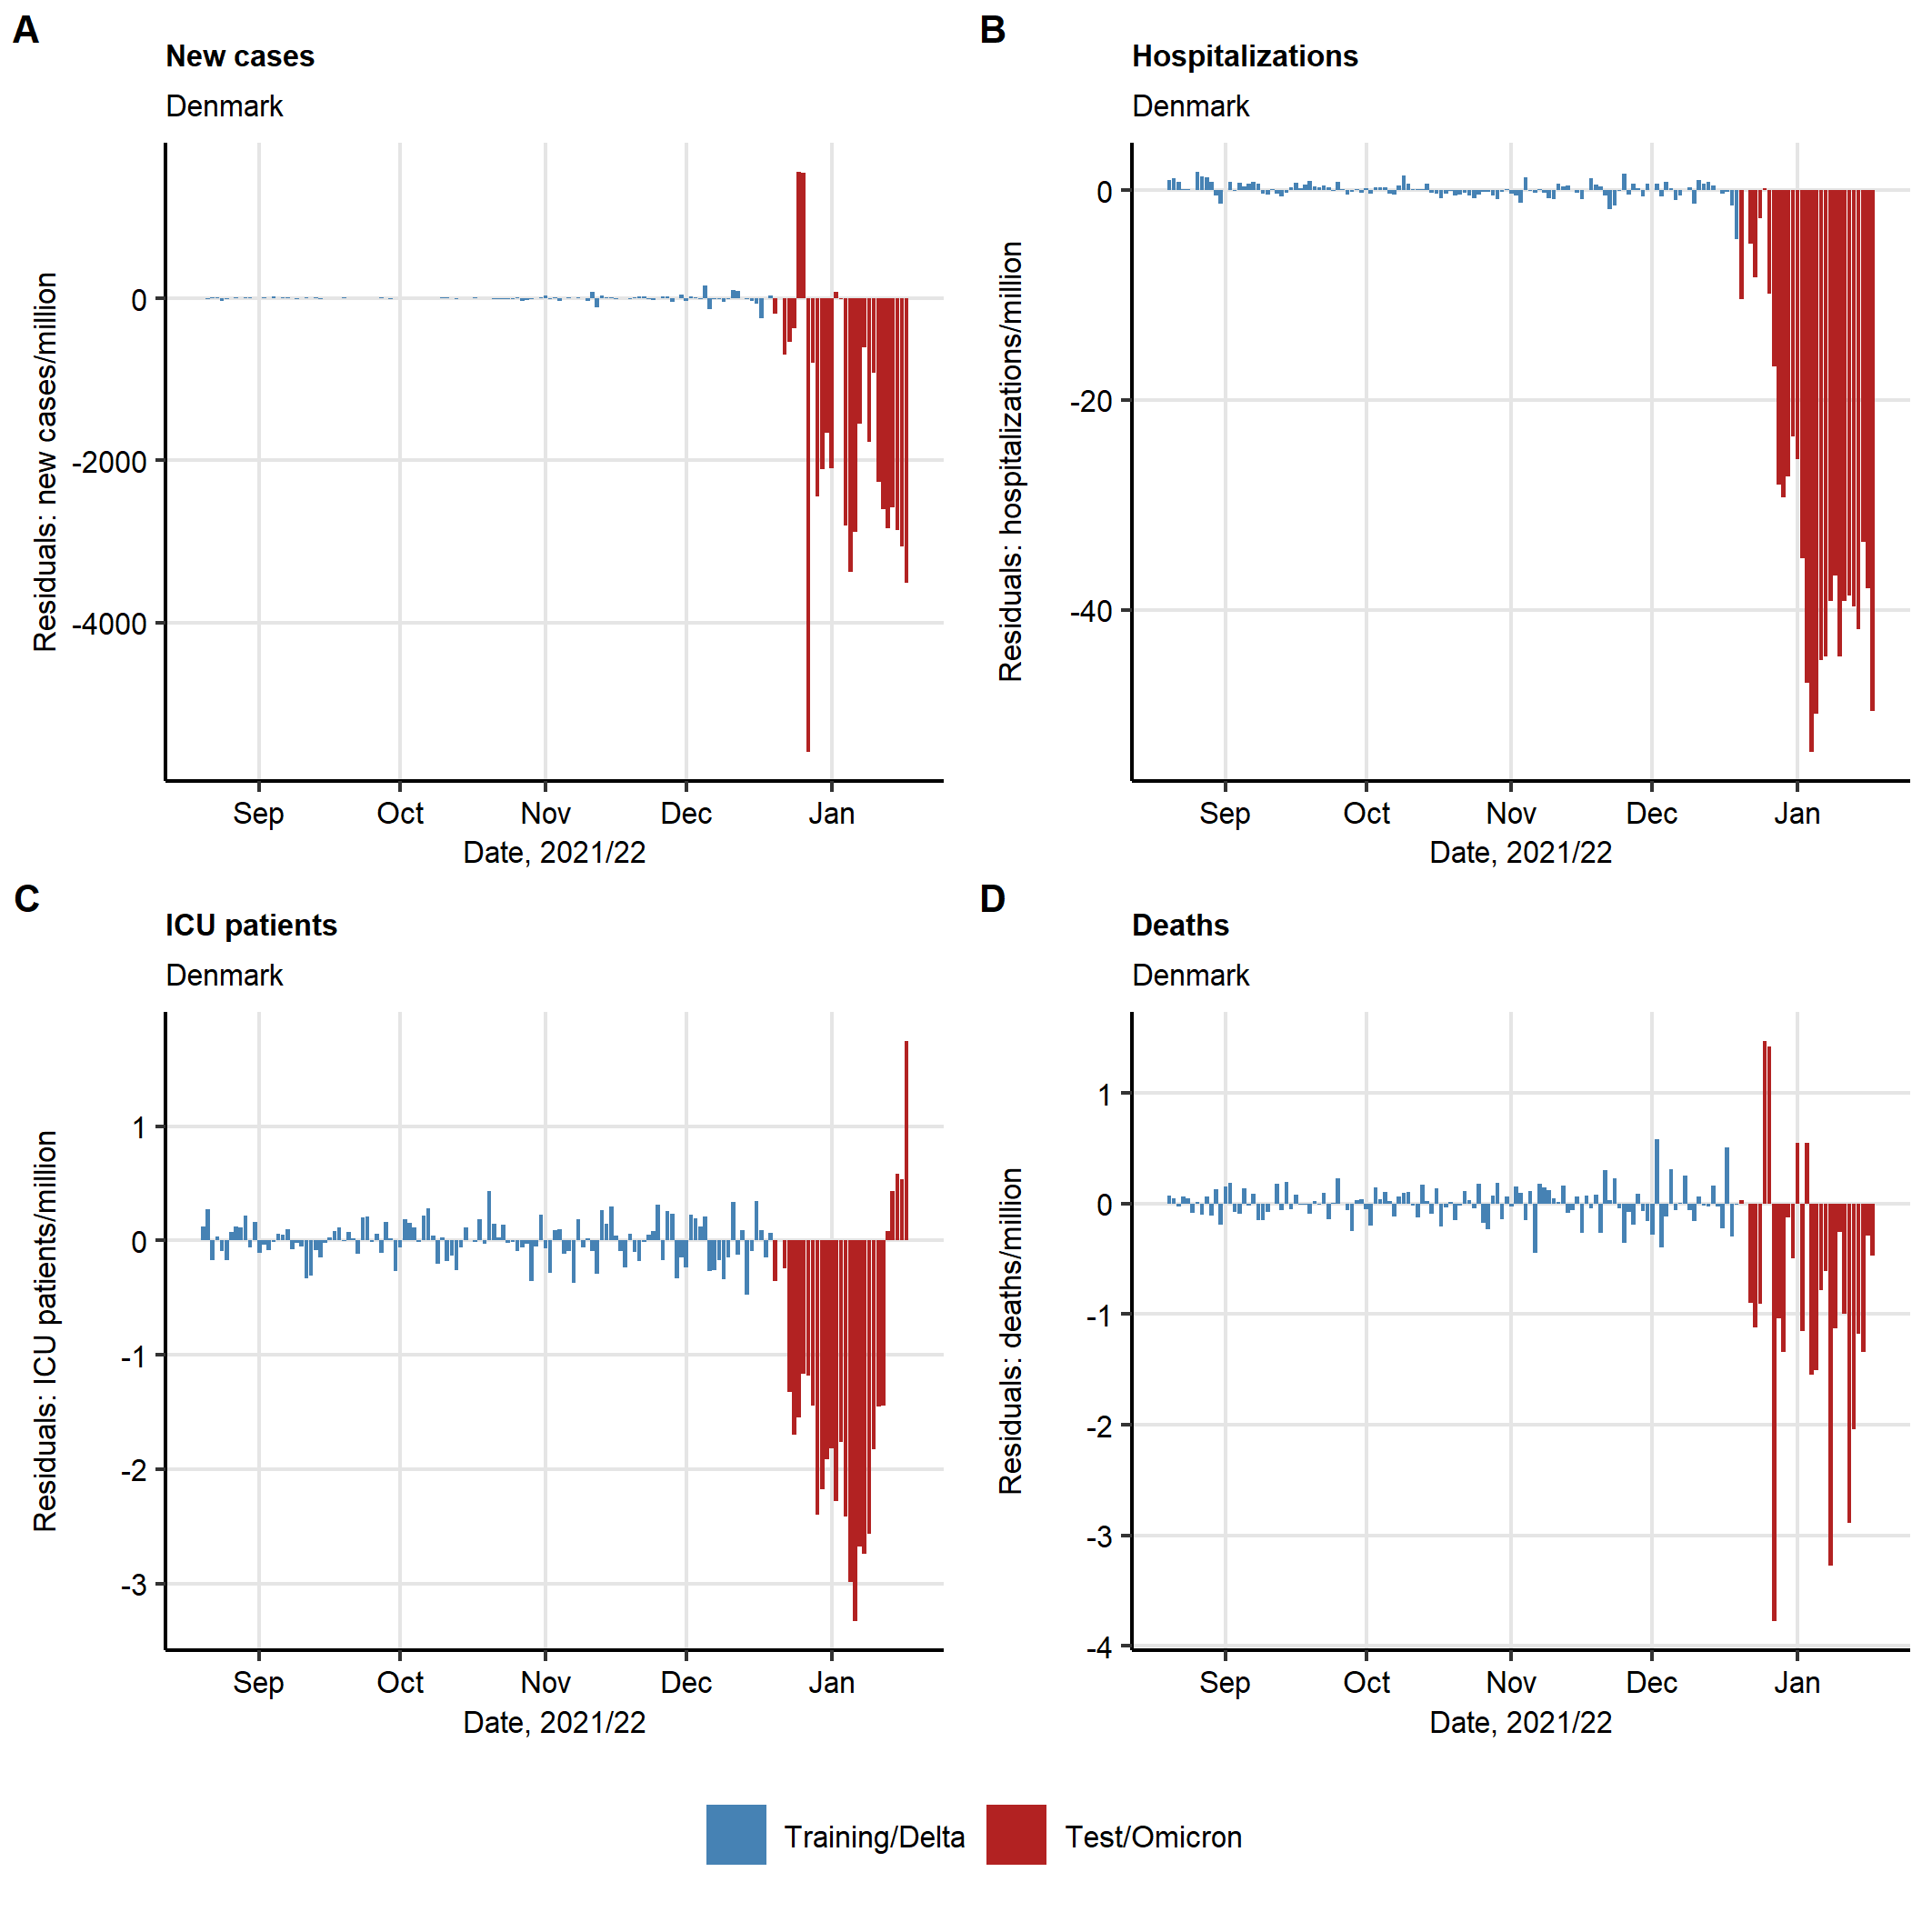 A
New cases
Denmark
Residuals: new cases/million
0
-2000
-4000
Sep Oct Nov Dec Jan
Date, 2021/22
B
Hospitalizations
Denmark
Residuals: hospitalizations/million
0
-20
-40
Sep Oct Nov Dec Jan
Date, 2021/22
C
ICU patients
Denmark
Residuals: ICU patients/million
1
0
-1
-2
-3
Sep Oct Nov Dec Jan
Date, 2021/22
D
Deaths
Denmark
Residuals: deaths/million
1
0
-1
-2
-3
-4
Sep Oct Nov Dec Jan
Date, 2021/22
Training/Delta Test/Omicron